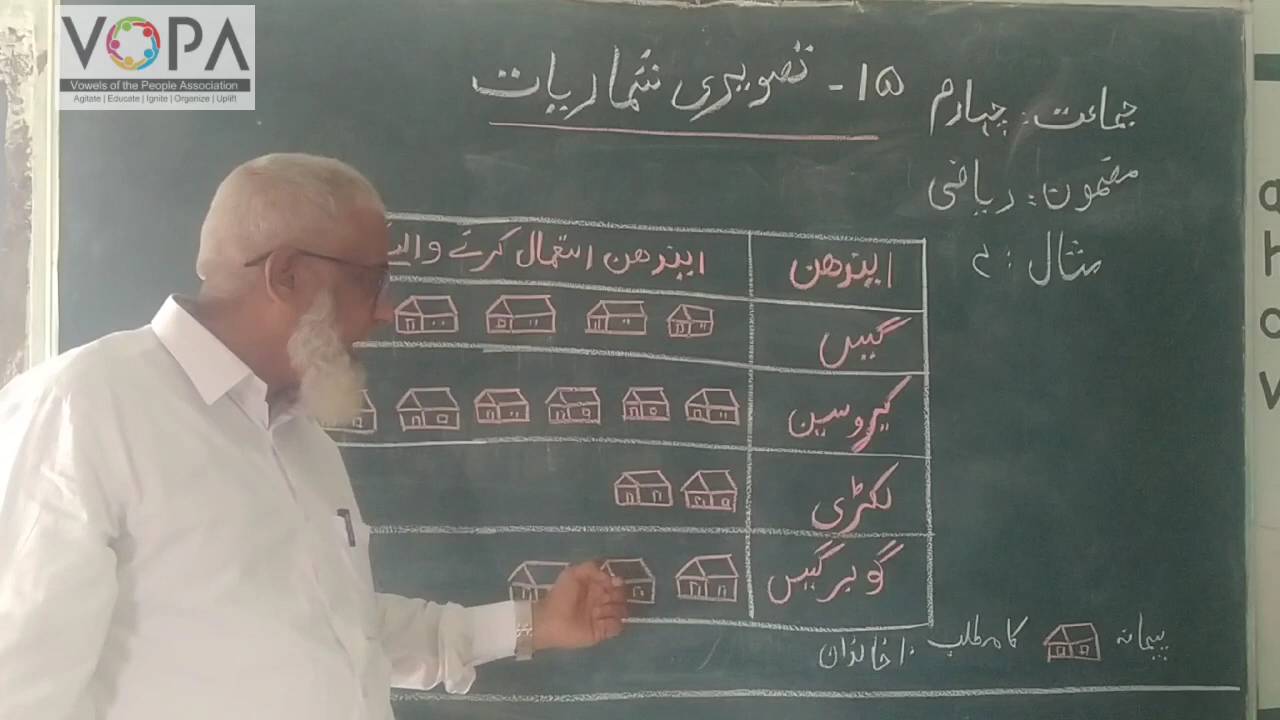 VOPA
Vowels of the People Association
Agitate | Educate | Ignite | Organize | Uplift
جماعت: چہارم
۱۵- تصویری شماریات
مضمون: ریاضی
مثال: ۲
ایندھن
ایندھن استعمال کرنے والے
گیس
کیروسین
لکڑی
گوبر گیس
پیمانہ کا مطلب ۱۰ خاندان